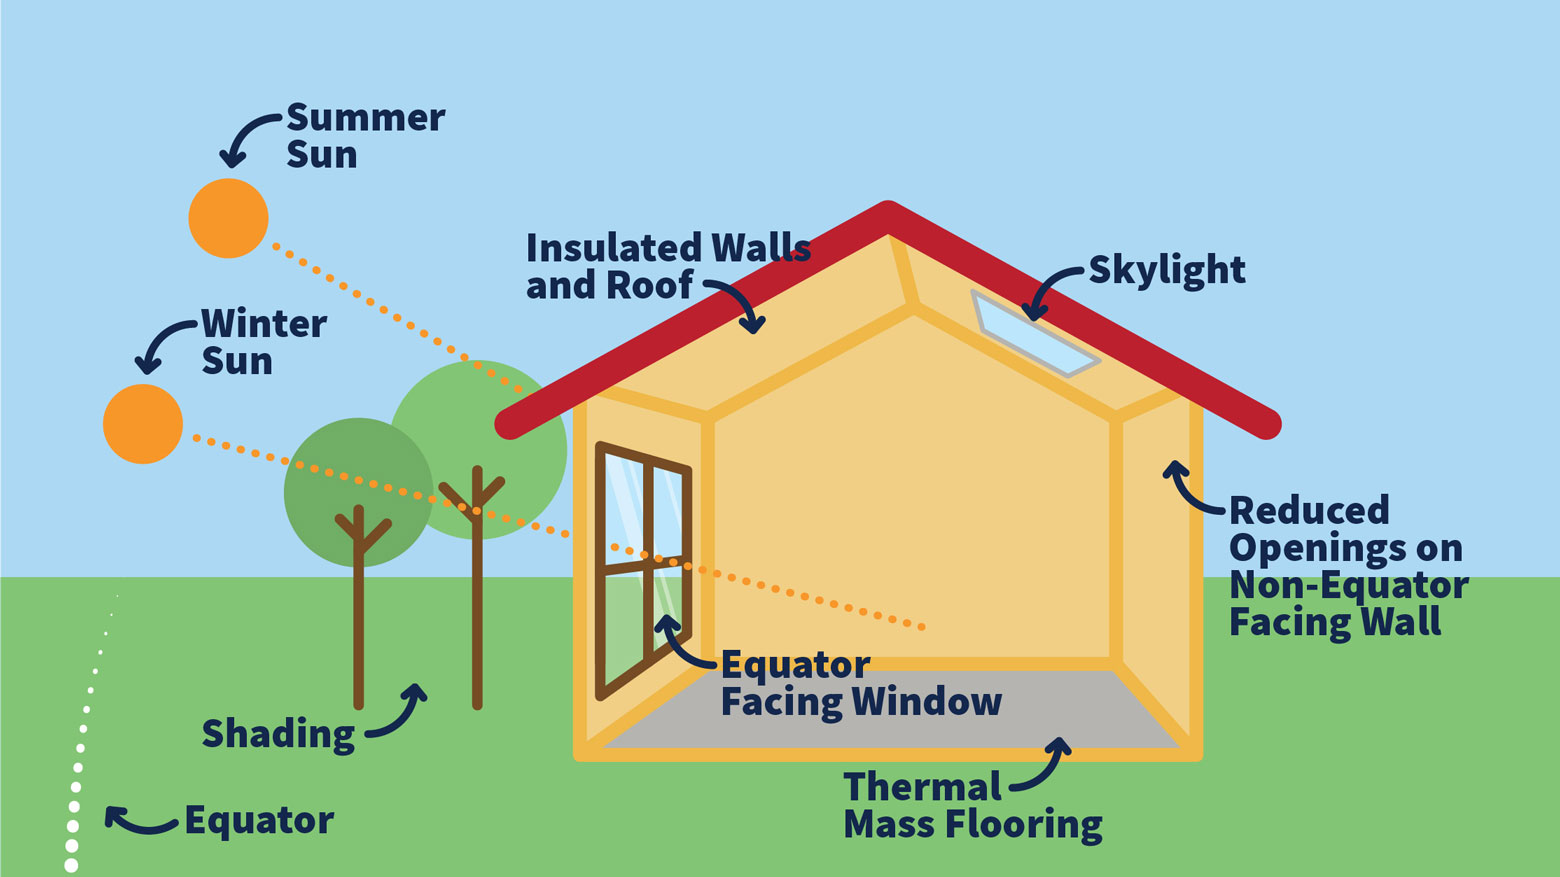 Summer
Sun
Insulated Walls
and Roof
Skylight
Winter
Sun
Reduced
Openings on
Non-Equator
Facing Wall
Equator
Facing Window
Shading
Thermal
Mass Flooring
Equator